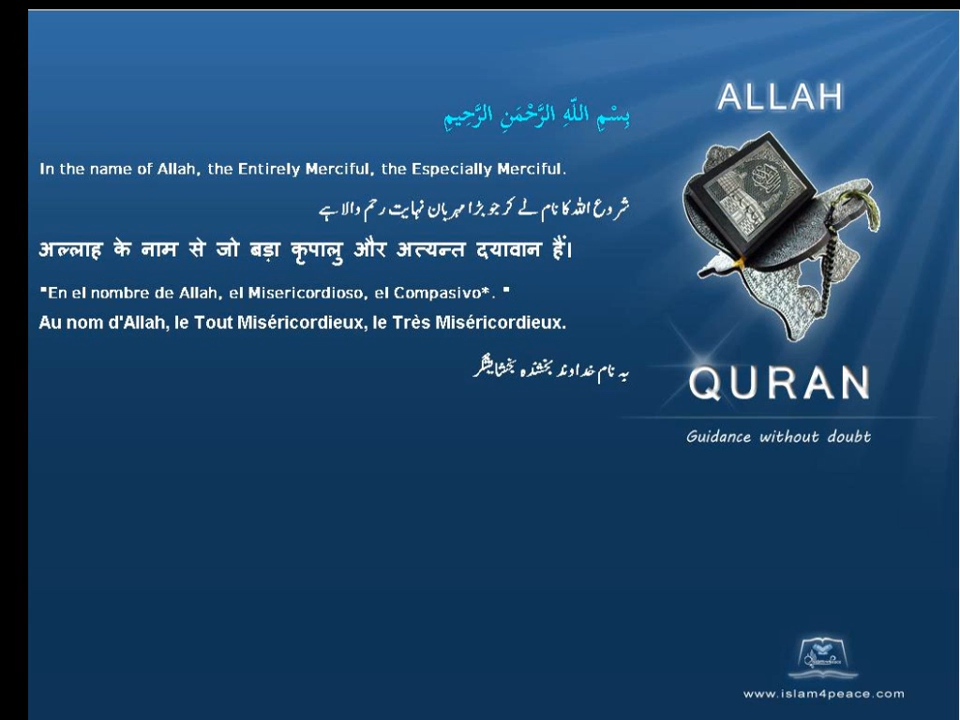 بِسْمِ اللّهِ الرَّحْمَنِ الرَّحِيمِ
In the name of Allah, the Entirely Merciful, the Especially Merciful.
شروع اللہ کا نام لے کر جو بڑا مہربان نہایت رحم والا ہے
अल्लाह के नाम से जो बड़ा कृपालु और अत्यन्त दयावान हैं।
"En el nombre de Allah, el Misericordioso, el Compasivo*. "
Au nom d'Allah, le Tout Miséricordieux, le Très Miséricordieux.
به نام خداوند بخشنده بخشایشگر
ALLAH
QURAN
Guidance without doubt
www.islam4peace.com